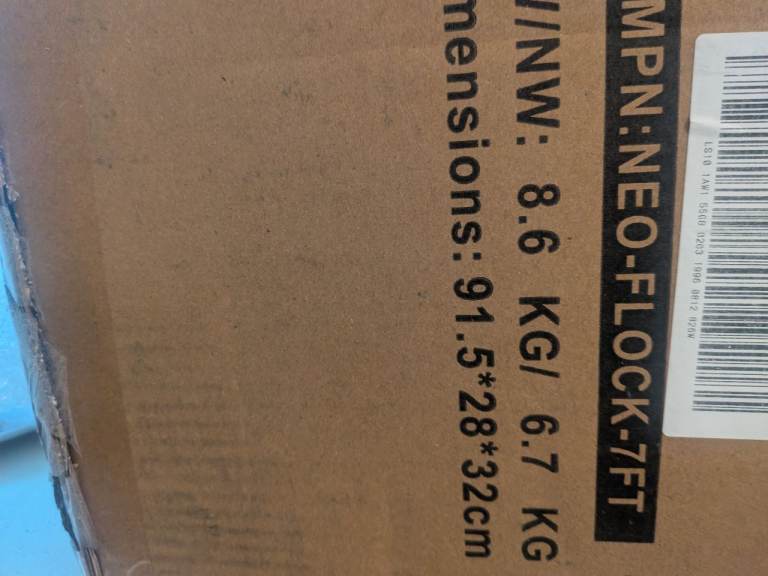 MPN:NEO-FLOCK-7FT
/NW: 8.6 KG/ 6.7 KG
mensions: 91.5*28*32cm